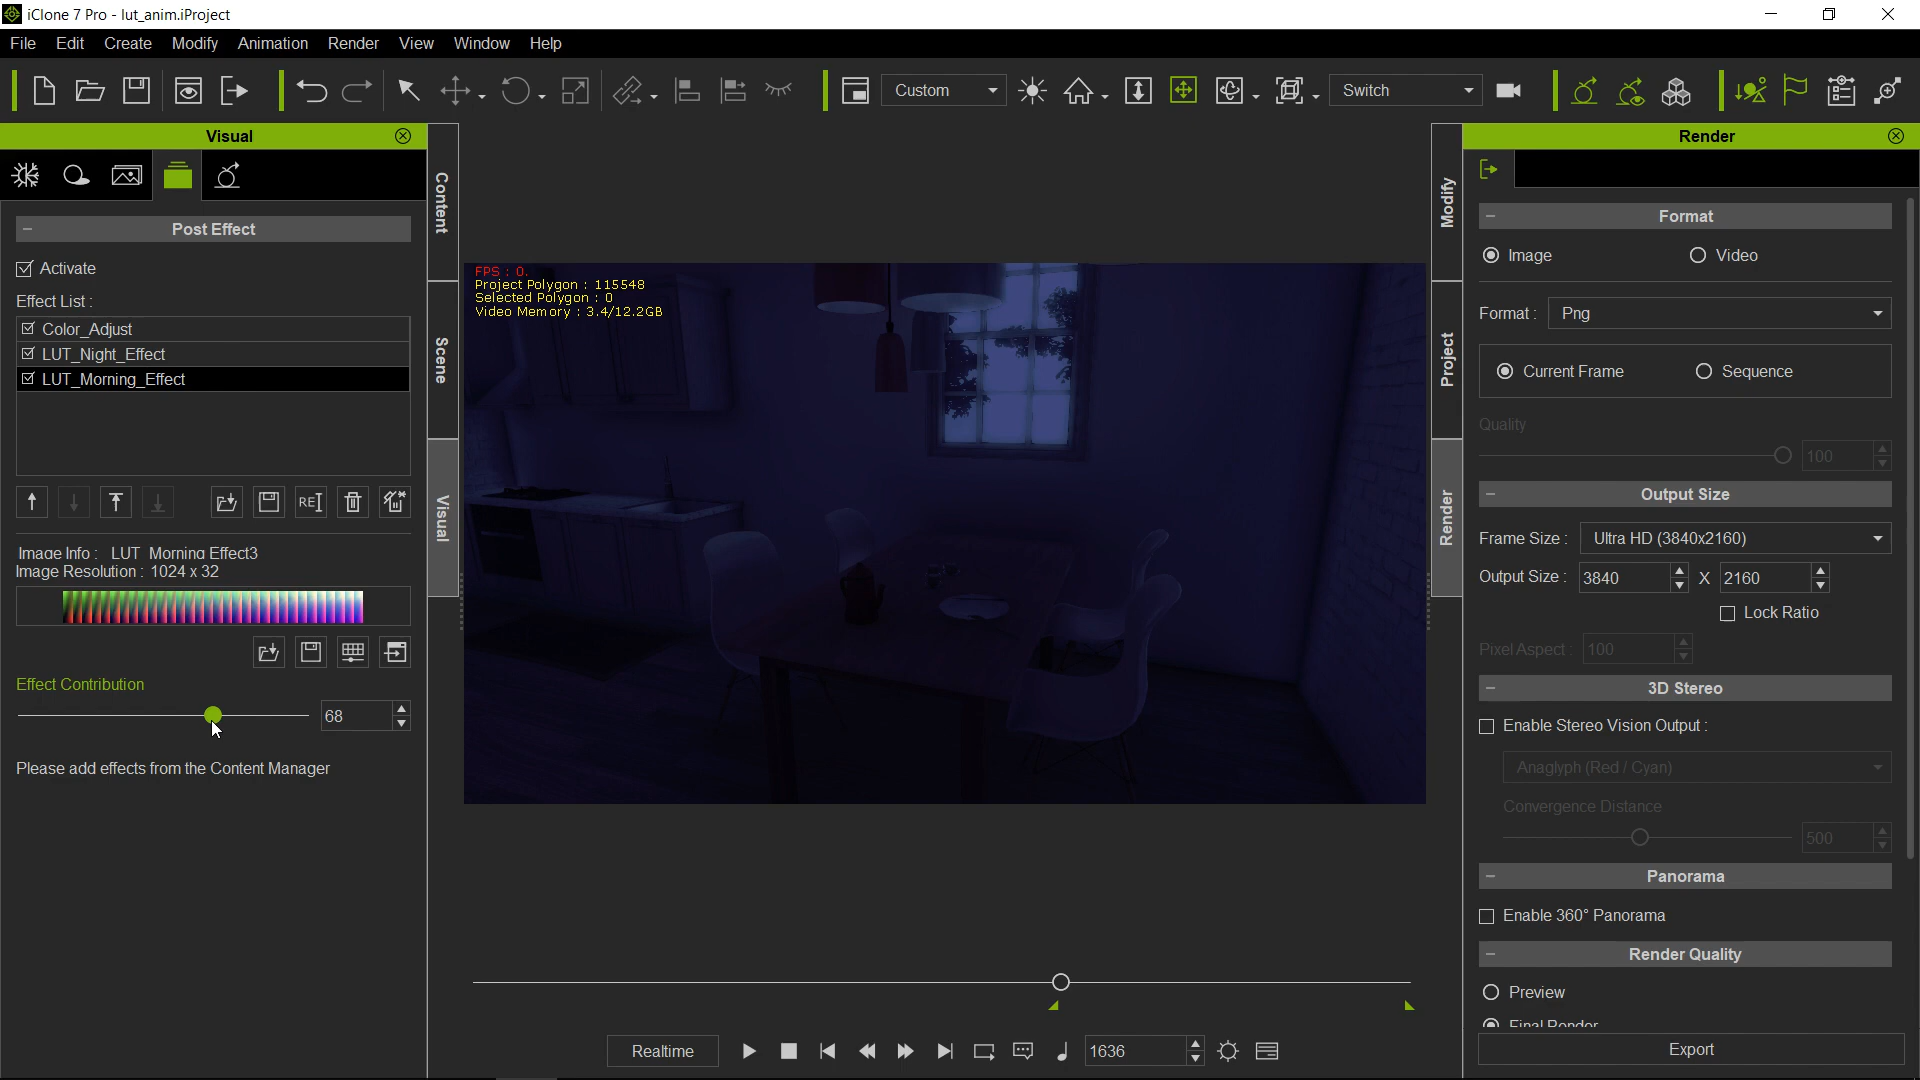 iClone 7 Pro - lut_anim.iProject
File Edit Create Modify Animation Render View Window Help
Custom
Switch
Visual
Render
Post Effect
Activate
Effect List :
Color_Adjust
LUT_Night_Effect
LUT_Morning_Effect
REI
Image Info : LUT_Morning Effect3
Image Resolution : 1024 x 32
Effect Contribution
68
Please add effects from the Content Manager
Content
Scene
Visual
FPS : 0.
Project Polygon : 115548
Selected Polygon : 0
Video Memory : 3.4/12.2GB
Realtime
1636
Modify
Project
Render
Format
Image Video
Format : Png
Current Frame Sequence
Quality
100
Output Size
Frame Size : Ultra HD (3840x2160)
Output Size : 3840 X 2160
Lock Ratio
Pixel Aspect : 100
3D Stereo
Enable Stereo Vision Output :
Anaglyph (Red / Cyan)
Convergence Distance
500
Panorama
Enable 360° Panorama
Render Quality
Preview
Final Render
Export